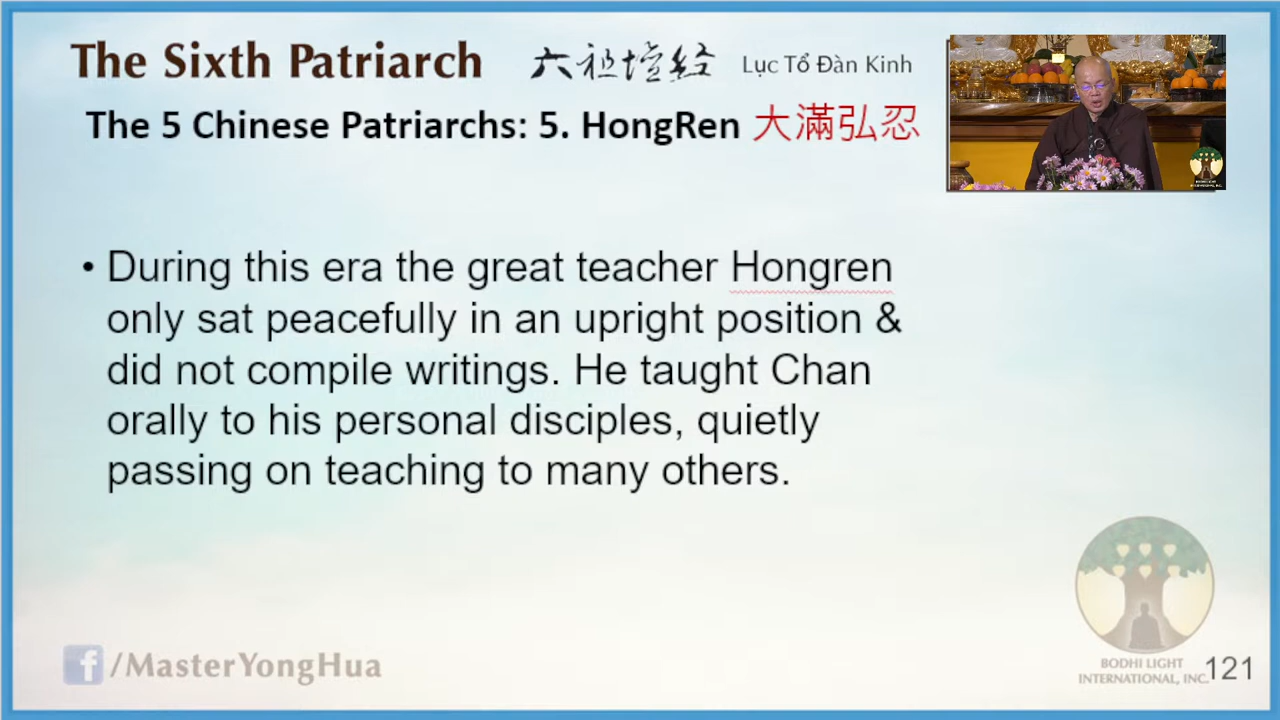 The Sixth Patriarch 六祖壇経 Lục Tổ Đàn Kinh
The 5 Chinese Patriarchs: 5. HongRen 大滿弘忍
• During this era the great teacher Hongren
only sat peacefully in an upright position &
did not compile writings. He taught Chan
orally to his personal disciples, quietly
passing on teaching to many others.
f /MasterYongHua
BODHI LIGHT
INTERNATIONAL, INC.
121